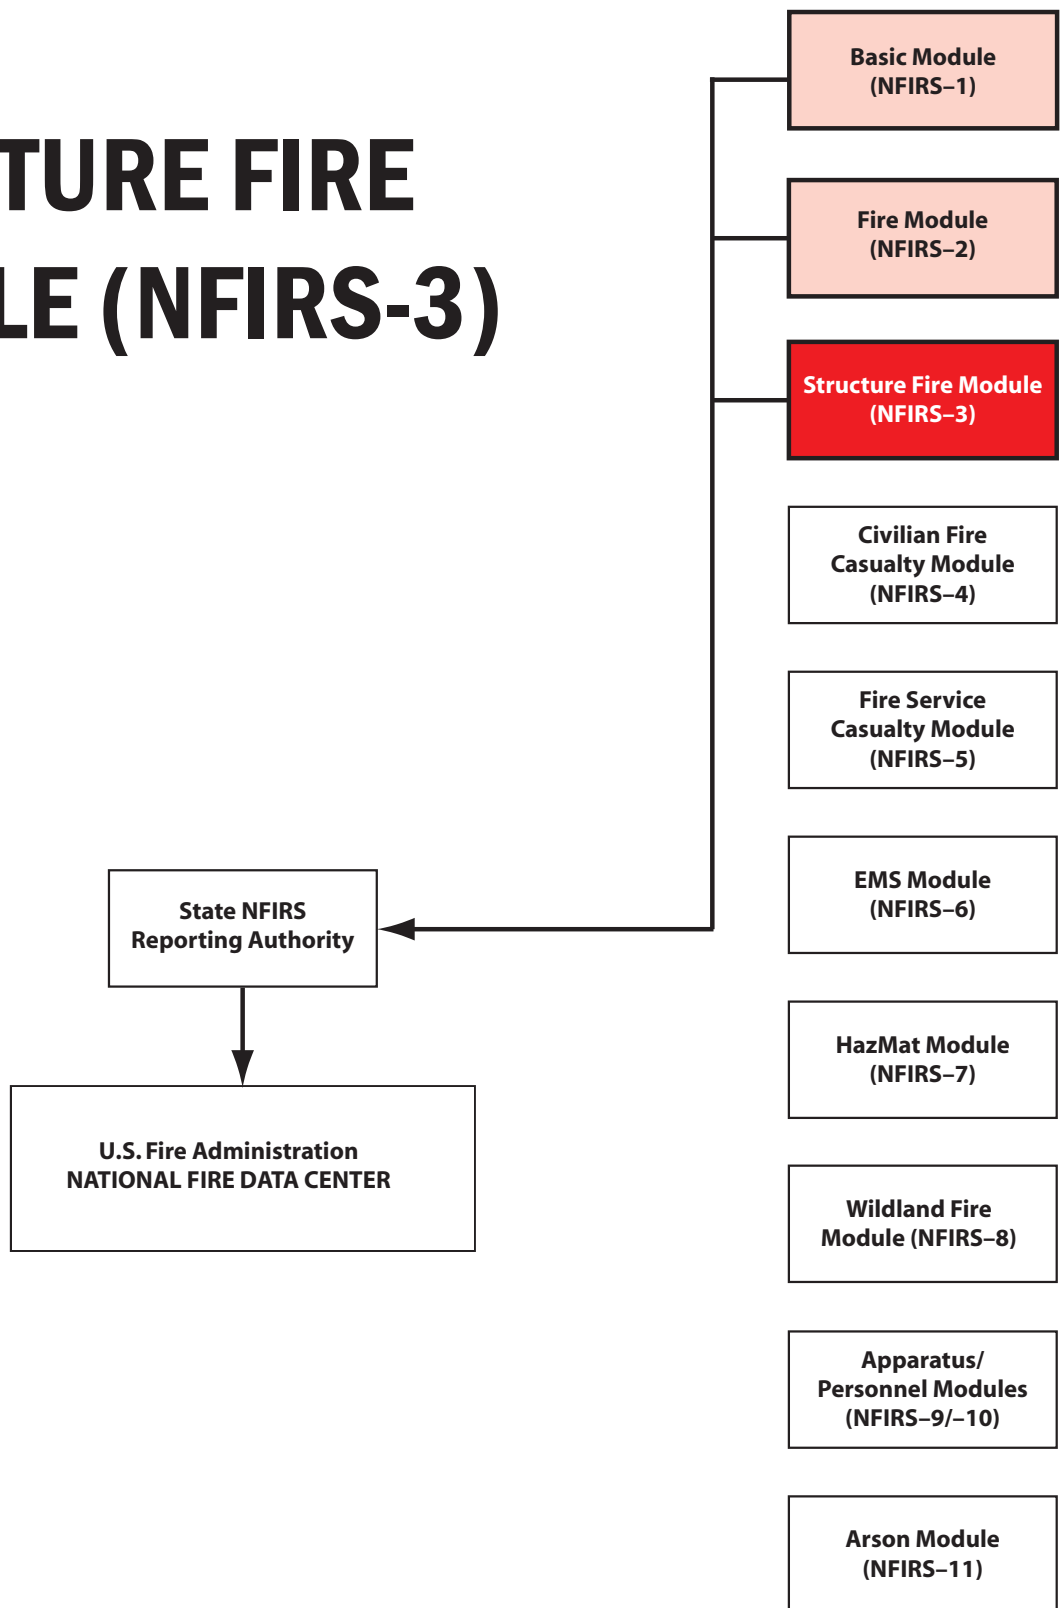 TURE FIRE
LE (NFIRS-3)
Basic Module
(NFIRS–1)
Fire Module
(NFIRS–2)
Structure Fire Module
(NFIRS–3)
Civilian Fire
Casualty Module
(NFIRS–4)
Fire Service
Casualty Module
(NFIRS–5)
EMS Module
(NFIRS–6)
HazMat Module
(NFIRS–7)
Wildland Fire
Module (NFIRS–8)
Apparatus/
Personnel Modules
(NFIRS–9/–10)
Arson Module
(NFIRS–11)
State NFIRS
Reporting Authority
U.S. Fire Administration
NATIONAL FIRE DATA CENTER